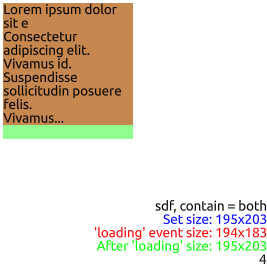 Lorem ipsum dolor
sit e
Consectetur
adipiscing elit.
Vivamus id.
Suspendisse
sollicitudin posuere
felis.
Vivamus...
sdf, contain = both
Set size: 195x203
'loading' event size: 194x183
After 'loading' size: 195x203
4